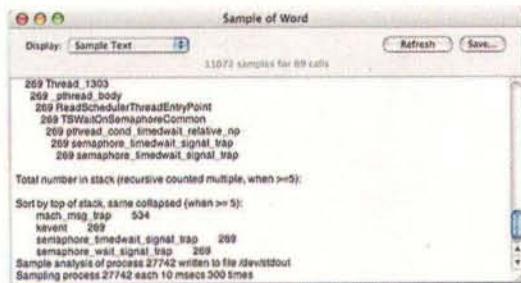 Sample of Word
Display: Sample Text Refresh Save...
11072 samples for 69 calls
269 Thread_1303
269 _pthread_body
269 ReadSchedulerThreadEntryPoint
269 TSWaitOnSemaphoreCommon
269 pthread_cond_timedwait_relative_np
269 semaphore_timedwait_signal_trap
269 semaphore_timedwait_signal_trap
Total number in stack (recursive counted multiple, when >=5):
Sort by top of stack, same collapsed (when >= 5):
mach_msg_trap 534
kevent 269
semaphore_timedwait_signal_trap 269
semaphore_wait_signal_trap 269
Sample analysis of process 27742 written to file /dev/stdout
Sampling process 27742 each 10 msecs 300 times